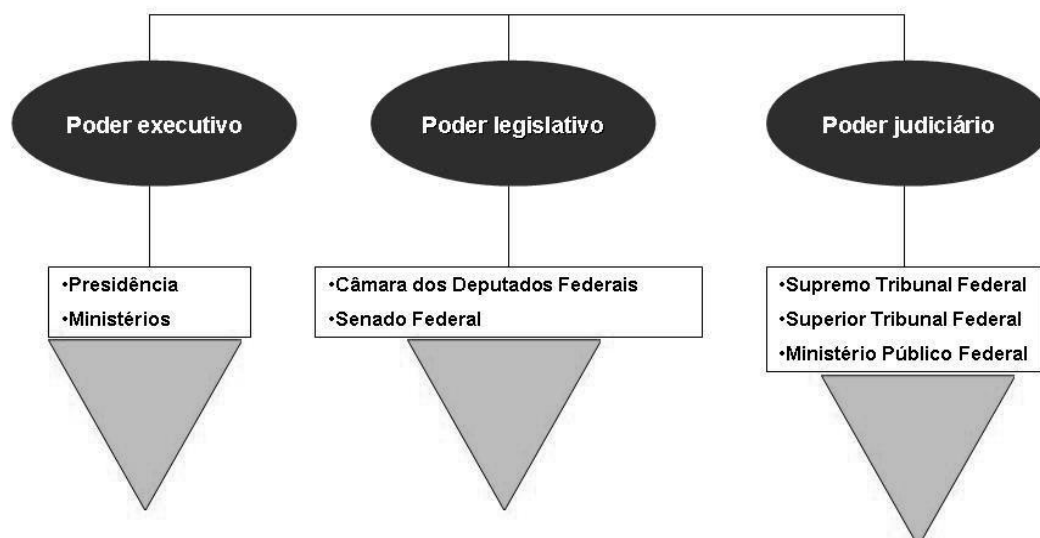 Poder executivo
Poder legislativo
Poder judiciário
•Presidência
•Ministérios
•Câmara dos Deputados Federais
•Senado Federal
•Supremo Tribunal Federal
•Superior Tribunal Federal
•Ministério Público Federal